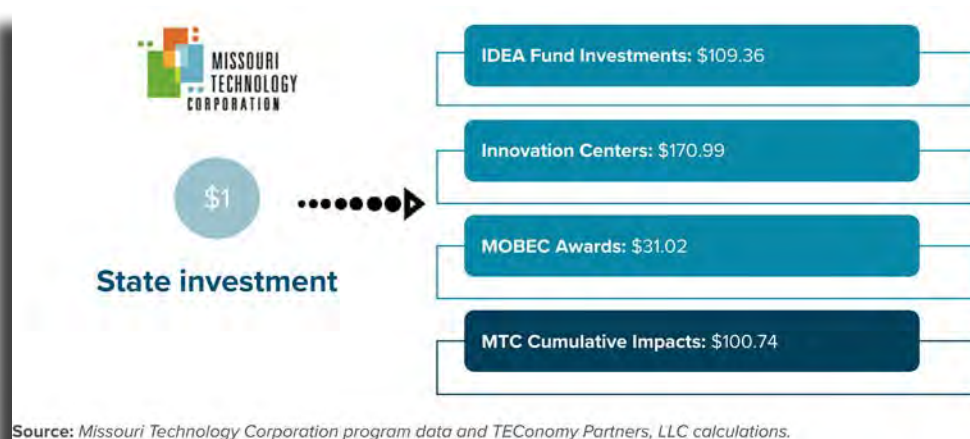 MISSOURI
TECHNOLOGY
CORPORATION
$1
State investment
IDEA Fund Investments: $109.36
Innovation Centers: $170.99
MOBEC Awards: $31.02
MTC Cumulative Impacts: $100.74
Source: Missouri Technology Corporation program data and TEConomy Partners, LLC calculations.